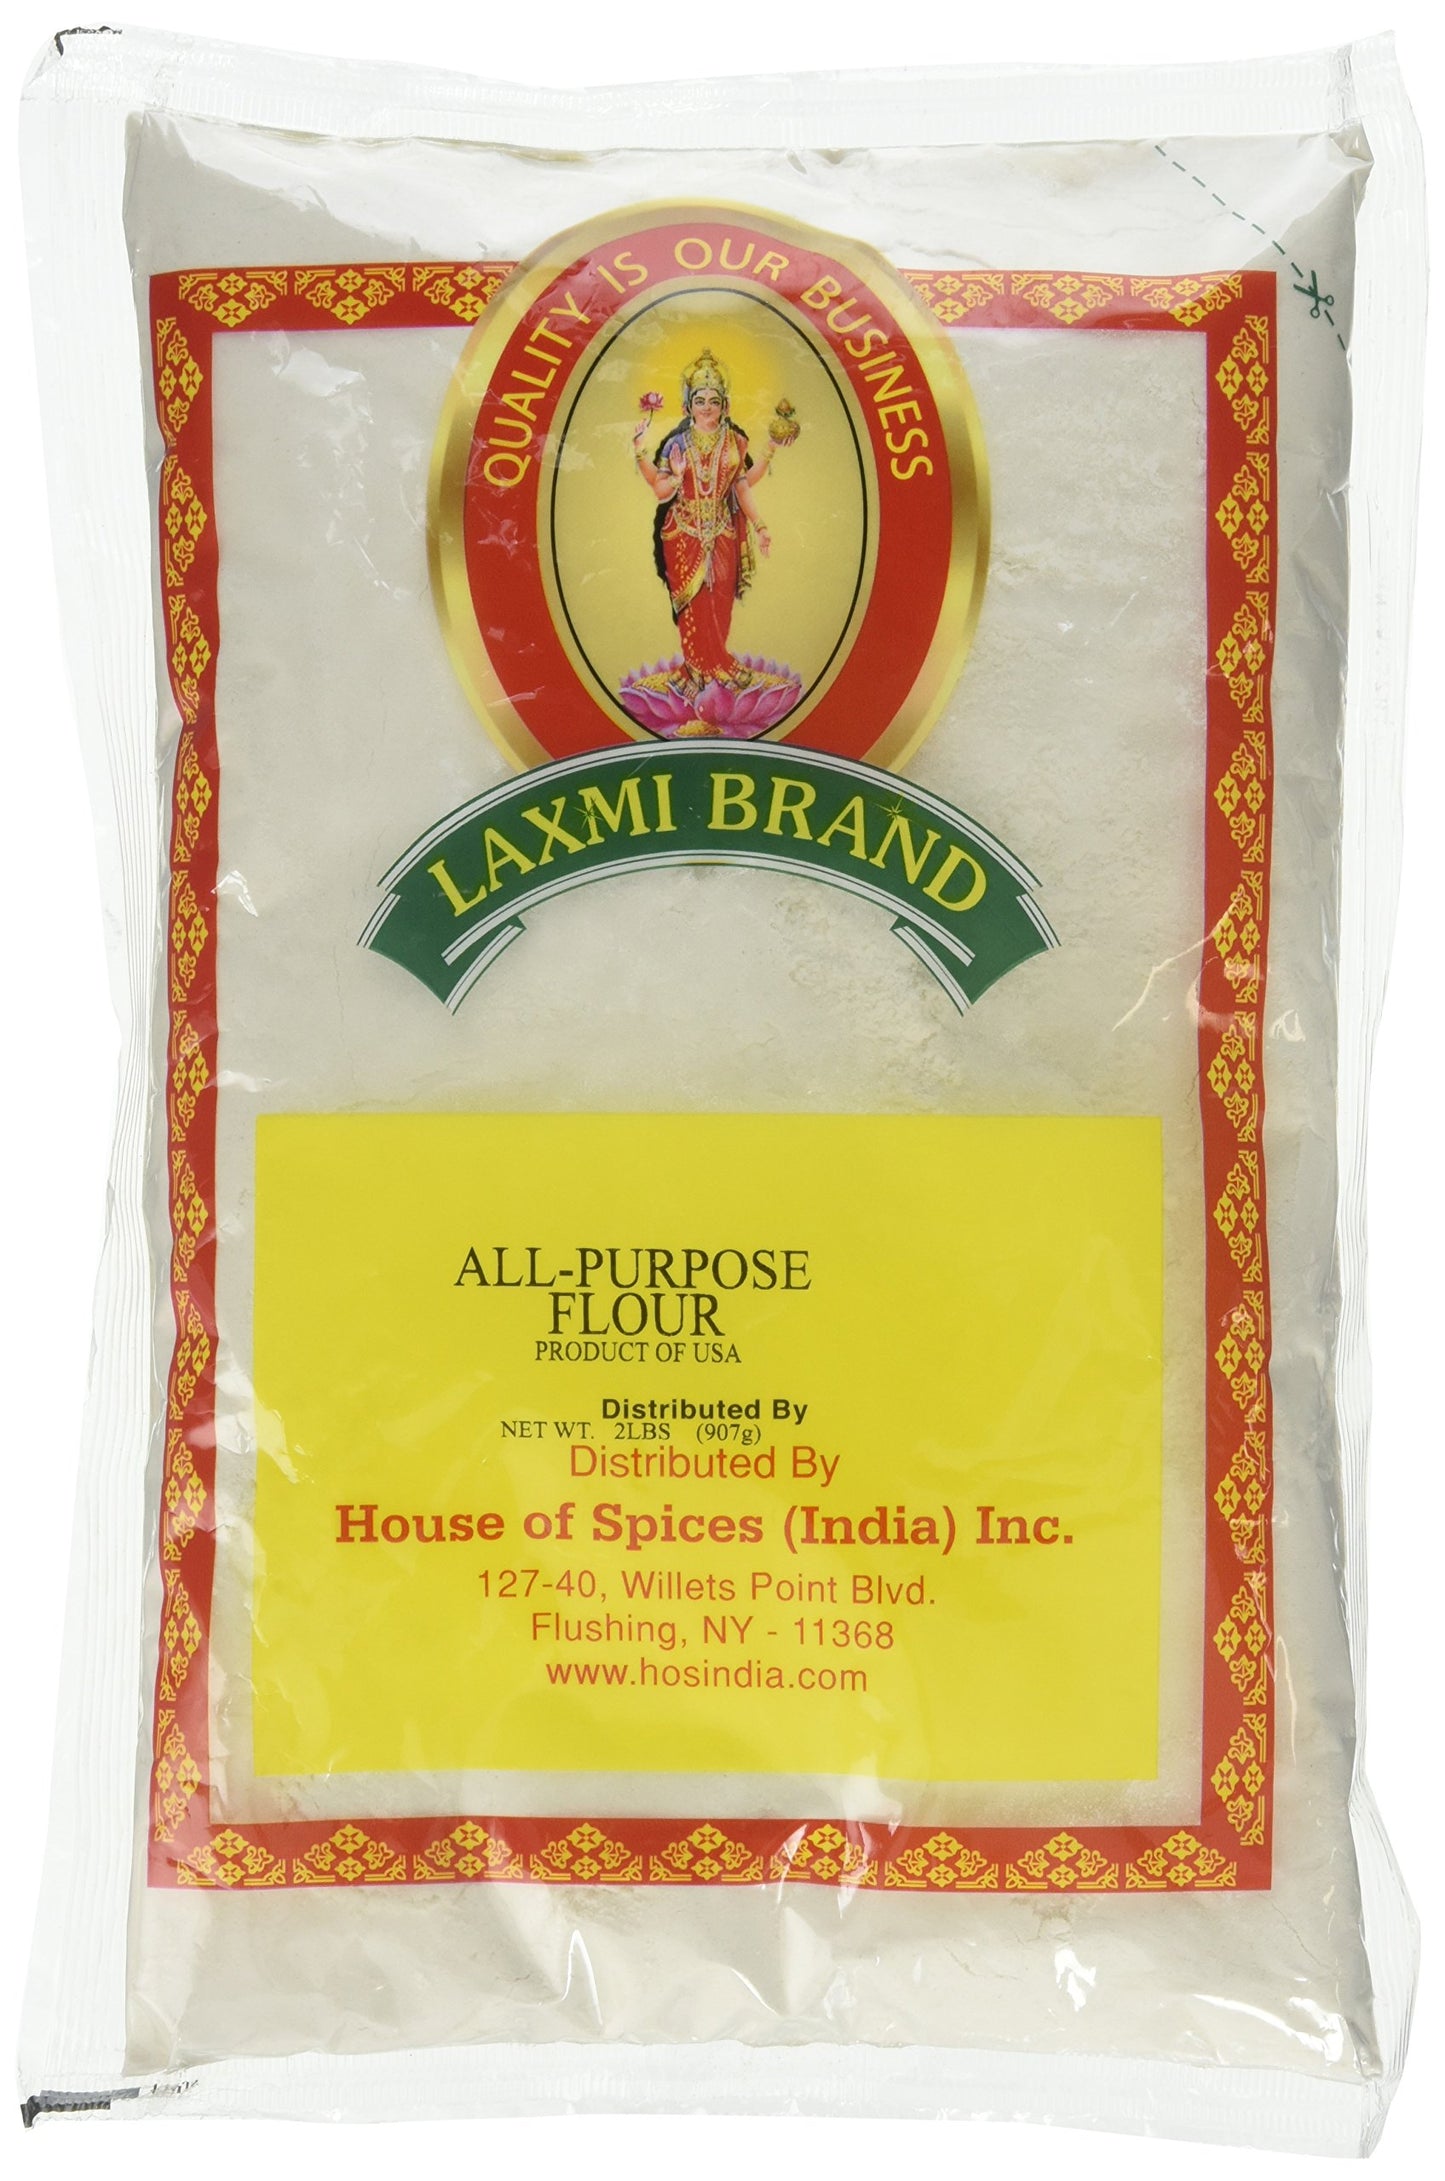 QUALITY IS OUR BUSINESS
LAXMI BRAND
ALL-PURPOSE
FLOUR
PRODUCT OF USA
Distributed By
NET WT. 2LBS (907g)
Distributed By
House of Spices (India) Inc.
127-40, Willets Point Blvd.
Flushing, NY - 11368
www.hosindia.com